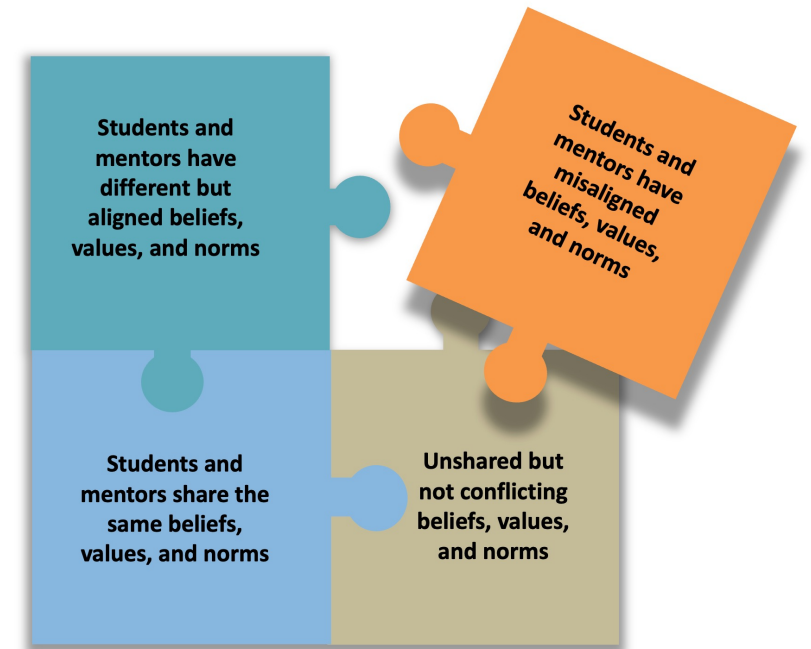 Students and
mentors have
different but
aligned beliefs,
values, and norms
Students and
mentors have
misaligned
beliefs, values,
and norms
Students and
mentors share the
same beliefs,
values, and norms
Unshared but
not conflicting
beliefs, values,
and norms